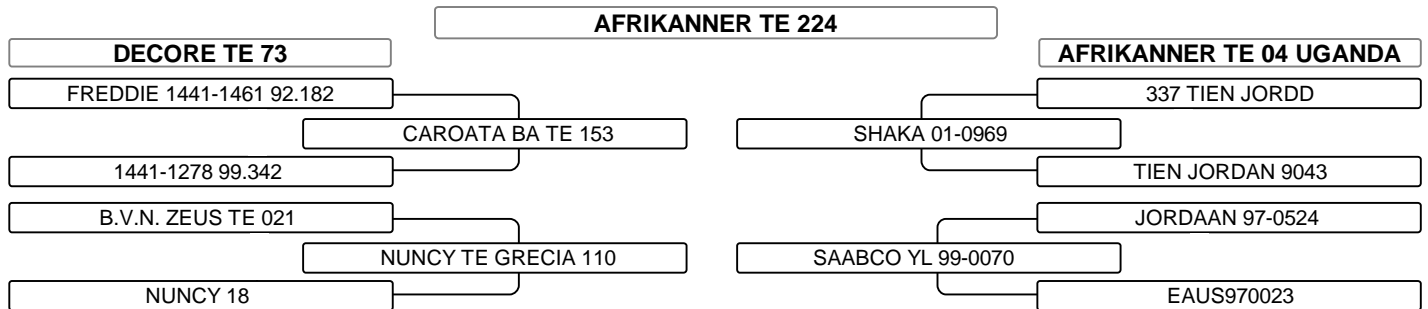 AFRIKANNER TE 224
DECORE TE 73
AFRIKANNER TE 04 UGANDA
FREDDIE 1441-1461 92.182
337 TIEN JORDD
CAROATA BA TE 153
SHAKA 01-0969
1441-1278 99.342
TIEN JORDAN 9043
B.V.N. ZEUS TE 021
JORDAAN 97-0524
NUNCY TE GRECIA 110
SAABCO YL 99-0070
NUNCY 18
EAUS970023